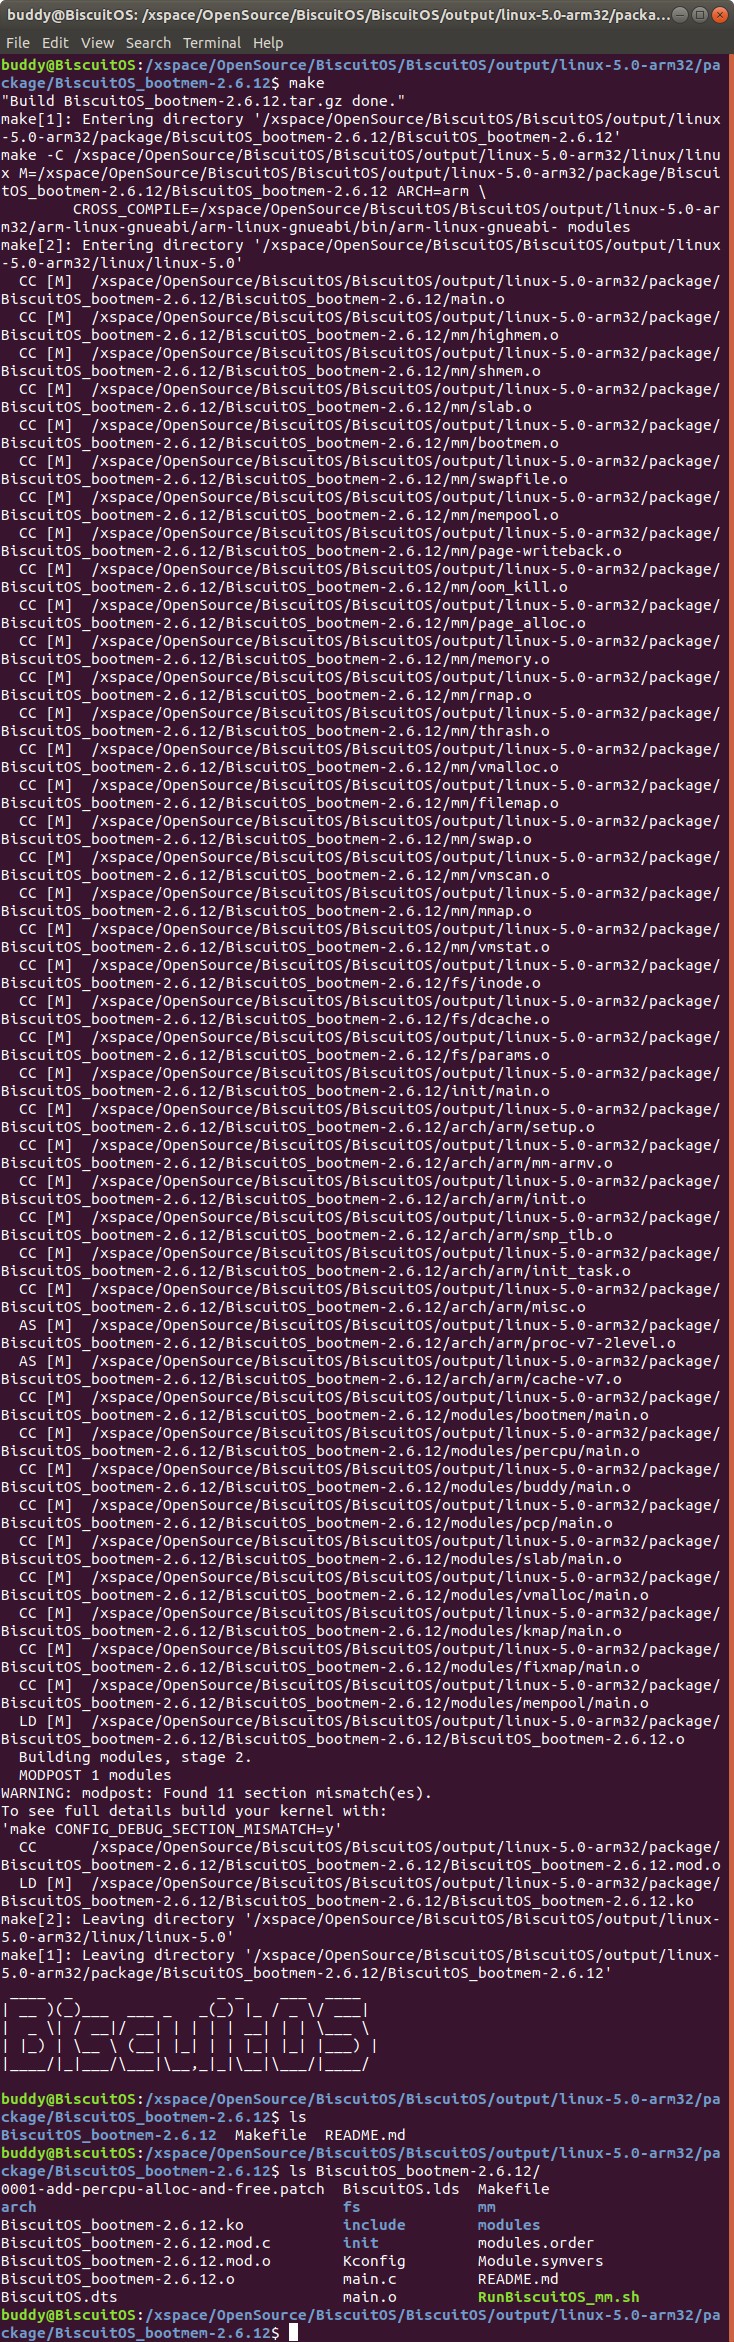 buddy@BiscuitOS: /xspace/OpenSource/BiscuitOS/BiscuitOS/output/linux-5.0-arm32/packa...
File Edit View Search Terminal Help
buddy@BiscuitOS:/xspace/OpenSource/BiscuitOS/BiscuitOS/output/linux-5.0-arm32/pa
ckage/BiscuitOS_bootmem-2.6.12$ make
"Build BiscuitOS_bootmem-2.6.12.tar.gz done."
make[1]: Entering directory '/xspace/OpenSource/BiscuitOS/BiscuitOS/output/linux
-5.0-arm32/package/BiscuitOS_bootmem-2.6.12/BiscuitOS_bootmem-2.6.12'
make -C /xspace/OpenSource/BiscuitOS/BiscuitOS/output/linux-5.0-arm32/linux/linu
x M=/xspace/OpenSource/BiscuitOS/BiscuitOS/output/linux-5.0-arm32/package/Biscui
tOS_bootmem-2.6.12/BiscuitOS_bootmem-2.6.12 ARCH=arm \
        CROSS_COMPILE=/xspace/OpenSource/BiscuitOS/BiscuitOS/output/linux-5.0-ar
m32/arm-linux-gnueabi/arm-linux-gnueabi/bin/arm-linux-gnueabi- modules
make[2]: Entering directory '/xspace/OpenSource/BiscuitOS/BiscuitOS/output/linux
-5.0-arm32/linux/linux-5.0'
  CC [M]  /xspace/OpenSource/BiscuitOS/BiscuitOS/output/linux-5.0-arm32/package/
BiscuitOS_bootmem-2.6.12/BiscuitOS_bootmem-2.6.12/main.o
  CC [M]  /xspace/OpenSource/BiscuitOS/BiscuitOS/output/linux-5.0-arm32/package/
BiscuitOS_bootmem-2.6.12/BiscuitOS_bootmem-2.6.12/mm/highmem.o
  CC [M]  /xspace/OpenSource/BiscuitOS/BiscuitOS/output/linux-5.0-arm32/package/
BiscuitOS_bootmem-2.6.12/BiscuitOS_bootmem-2.6.12/mm/shmem.o
  CC [M]  /xspace/OpenSource/BiscuitOS/BiscuitOS/output/linux-5.0-arm32/package/
BiscuitOS_bootmem-2.6.12/BiscuitOS_bootmem-2.6.12/mm/slab.o
  CC [M]  /xspace/OpenSource/BiscuitOS/BiscuitOS/output/linux-5.0-arm32/package/
BiscuitOS_bootmem-2.6.12/BiscuitOS_bootmem-2.6.12/mm/bootmem.o
  CC [M]  /xspace/OpenSource/BiscuitOS/BiscuitOS/output/linux-5.0-arm32/package/
BiscuitOS_bootmem-2.6.12/BiscuitOS_bootmem-2.6.12/mm/swapfile.o
  CC [M]  /xspace/OpenSource/BiscuitOS/BiscuitOS/output/linux-5.0-arm32/package/
BiscuitOS_bootmem-2.6.12/BiscuitOS_bootmem-2.6.12/mm/mempool.o
  CC [M]  /xspace/OpenSource/BiscuitOS/BiscuitOS/output/linux-5.0-arm32/package/
BiscuitOS_bootmem-2.6.12/BiscuitOS_bootmem-2.6.12/mm/page-writeback.o
  CC [M]  /xspace/OpenSource/BiscuitOS/BiscuitOS/output/linux-5.0-arm32/package/
BiscuitOS_bootmem-2.6.12/BiscuitOS_bootmem-2.6.12/mm/oom_kill.o
  CC [M]  /xspace/OpenSource/BiscuitOS/BiscuitOS/output/linux-5.0-arm32/package/
BiscuitOS_bootmem-2.6.12/BiscuitOS_bootmem-2.6.12/mm/page_alloc.o
  CC [M]  /xspace/OpenSource/BiscuitOS/BiscuitOS/output/linux-5.0-arm32/package/
BiscuitOS_bootmem-2.6.12/BiscuitOS_bootmem-2.6.12/mm/memory.o
  CC [M]  /xspace/OpenSource/BiscuitOS/BiscuitOS/output/linux-5.0-arm32/package/
BiscuitOS_bootmem-2.6.12/BiscuitOS_bootmem-2.6.12/mm/rmap.o
  CC [M]  /xspace/OpenSource/BiscuitOS/BiscuitOS/output/linux-5.0-arm32/package/
BiscuitOS_bootmem-2.6.12/BiscuitOS_bootmem-2.6.12/mm/thrash.o
  CC [M]  /xspace/OpenSource/BiscuitOS/BiscuitOS/output/linux-5.0-arm32/package/
BiscuitOS_bootmem-2.6.12/BiscuitOS_bootmem-2.6.12/mm/vmalloc.o
  CC [M]  /xspace/OpenSource/BiscuitOS/BiscuitOS/output/linux-5.0-arm32/package/
BiscuitOS_bootmem-2.6.12/BiscuitOS_bootmem-2.6.12/mm/filemap.o
  CC [M]  /xspace/OpenSource/BiscuitOS/BiscuitOS/output/linux-5.0-arm32/package/
BiscuitOS_bootmem-2.6.12/BiscuitOS_bootmem-2.6.12/mm/swap.o
  CC [M]  /xspace/OpenSource/BiscuitOS/BiscuitOS/output/linux-5.0-arm32/package/
BiscuitOS_bootmem-2.6.12/BiscuitOS_bootmem-2.6.12/mm/vmscan.o
  CC [M]  /xspace/OpenSource/BiscuitOS/BiscuitOS/output/linux-5.0-arm32/package/
BiscuitOS_bootmem-2.6.12/BiscuitOS_bootmem-2.6.12/mm/mmap.o
  CC [M]  /xspace/OpenSource/BiscuitOS/BiscuitOS/output/linux-5.0-arm32/package/
BiscuitOS_bootmem-2.6.12/BiscuitOS_bootmem-2.6.12/mm/vmstat.o
  CC [M]  /xspace/OpenSource/BiscuitOS/BiscuitOS/output/linux-5.0-arm32/package/
BiscuitOS_bootmem-2.6.12/BiscuitOS_bootmem-2.6.12/fs/inode.o
  CC [M]  /xspace/OpenSource/BiscuitOS/BiscuitOS/output/linux-5.0-arm32/package/
BiscuitOS_bootmem-2.6.12/BiscuitOS_bootmem-2.6.12/fs/dcache.o
  CC [M]  /xspace/OpenSource/BiscuitOS/BiscuitOS/output/linux-5.0-arm32/package/
BiscuitOS_bootmem-2.6.12/BiscuitOS_bootmem-2.6.12/fs/params.o
  CC [M]  /xspace/OpenSource/BiscuitOS/BiscuitOS/output/linux-5.0-arm32/package/
BiscuitOS_bootmem-2.6.12/BiscuitOS_bootmem-2.6.12/init/main.o
  CC [M]  /xspace/OpenSource/BiscuitOS/BiscuitOS/output/linux-5.0-arm32/package/
BiscuitOS_bootmem-2.6.12/BiscuitOS_bootmem-2.6.12/arch/arm/setup.o
  CC [M]  /xspace/OpenSource/BiscuitOS/BiscuitOS/output/linux-5.0-arm32/package/
BiscuitOS_bootmem-2.6.12/BiscuitOS_bootmem-2.6.12/arch/arm/mm-armv.o
  CC [M]  /xspace/OpenSource/BiscuitOS/BiscuitOS/output/linux-5.0-arm32/package/
BiscuitOS_bootmem-2.6.12/BiscuitOS_bootmem-2.6.12/arch/arm/init.o
  CC [M]  /xspace/OpenSource/BiscuitOS/BiscuitOS/output/linux-5.0-arm32/package/
BiscuitOS_bootmem-2.6.12/BiscuitOS_bootmem-2.6.12/arch/arm/smp_tlb.o
  CC [M]  /xspace/OpenSource/BiscuitOS/BiscuitOS/output/linux-5.0-arm32/package/
BiscuitOS_bootmem-2.6.12/BiscuitOS_bootmem-2.6.12/arch/arm/init_task.o
  CC [M]  /xspace/OpenSource/BiscuitOS/BiscuitOS/output/linux-5.0-arm32/package/
BiscuitOS_bootmem-2.6.12/BiscuitOS_bootmem-2.6.12/arch/arm/misc.o
  AS [M]  /xspace/OpenSource/BiscuitOS/BiscuitOS/output/linux-5.0-arm32/package/
BiscuitOS_bootmem-2.6.12/BiscuitOS_bootmem-2.6.12/arch/arm/proc-v7-2level.o
  AS [M]  /xspace/OpenSource/BiscuitOS/BiscuitOS/output/linux-5.0-arm32/package/
BiscuitOS_bootmem-2.6.12/BiscuitOS_bootmem-2.6.12/arch/arm/cache-v7.o
  CC [M]  /xspace/OpenSource/BiscuitOS/BiscuitOS/output/linux-5.0-arm32/package/
BiscuitOS_bootmem-2.6.12/BiscuitOS_bootmem-2.6.12/modules/bootmem/main.o
  CC [M]  /xspace/OpenSource/BiscuitOS/BiscuitOS/output/linux-5.0-arm32/package/
BiscuitOS_bootmem-2.6.12/BiscuitOS_bootmem-2.6.12/modules/percpu/main.o
  CC [M]  /xspace/OpenSource/BiscuitOS/BiscuitOS/output/linux-5.0-arm32/package/
BiscuitOS_bootmem-2.6.12/BiscuitOS_bootmem-2.6.12/modules/buddy/main.o
  CC [M]  /xspace/OpenSource/BiscuitOS/BiscuitOS/output/linux-5.0-arm32/package/
BiscuitOS_bootmem-2.6.12/BiscuitOS_bootmem-2.6.12/modules/pcp/main.o
  CC [M]  /xspace/OpenSource/BiscuitOS/BiscuitOS/output/linux-5.0-arm32/package/
BiscuitOS_bootmem-2.6.12/BiscuitOS_bootmem-2.6.12/modules/slab/main.o
  CC [M]  /xspace/OpenSource/BiscuitOS/BiscuitOS/output/linux-5.0-arm32/package/
BiscuitOS_bootmem-2.6.12/BiscuitOS_bootmem-2.6.12/modules/vmalloc/main.o
  CC [M]  /xspace/OpenSource/BiscuitOS/BiscuitOS/output/linux-5.0-arm32/package/
BiscuitOS_bootmem-2.6.12/BiscuitOS_bootmem-2.6.12/modules/kmap/main.o
  CC [M]  /xspace/OpenSource/BiscuitOS/BiscuitOS/output/linux-5.0-arm32/package/
BiscuitOS_bootmem-2.6.12/BiscuitOS_bootmem-2.6.12/modules/fixmap/main.o
  CC [M]  /xspace/OpenSource/BiscuitOS/BiscuitOS/output/linux-5.0-arm32/package/
BiscuitOS_bootmem-2.6.12/BiscuitOS_bootmem-2.6.12/modules/mempool/main.o
  LD [M]  /xspace/OpenSource/BiscuitOS/BiscuitOS/output/linux-5.0-arm32/package/
BiscuitOS_bootmem-2.6.12/BiscuitOS_bootmem-2.6.12/BiscuitOS_bootmem-2.6.12.o
  Building modules, stage 2.
  MODPOST 1 modules
WARNING: modpost: Found 11 section mismatch(es).
To see full details build your kernel with:
'make CONFIG_DEBUG_SECTION_MISMATCH=y'
  CC      /xspace/OpenSource/BiscuitOS/BiscuitOS/output/linux-5.0-arm32/package/
BiscuitOS_bootmem-2.6.12/BiscuitOS_bootmem-2.6.12/BiscuitOS_bootmem-2.6.12.mod.o
  LD [M]  /xspace/OpenSource/BiscuitOS/BiscuitOS/output/linux-5.0-arm32/package/
BiscuitOS_bootmem-2.6.12/BiscuitOS_bootmem-2.6.12/BiscuitOS_bootmem-2.6.12.ko
make[2]: Leaving directory '/xspace/OpenSource/BiscuitOS/BiscuitOS/output/linux-
5.0-arm32/linux/linux-5.0'
make[1]: Leaving directory '/xspace/OpenSource/BiscuitOS/BiscuitOS/output/linux-
5.0-arm32/package/BiscuitOS_bootmem-2.6.12/BiscuitOS_bootmem-2.6.12'
 ____  _                _ _    ___  ____
| __ )(_)___  ___ _   _(_) |_ / _ \/ ___|
|  _ \| / __|/ __| | | | | __| | | \___ \
| |_) | \__ \ (__| |_| | | |_| |_| |___) |
|____/|_|___/\___|\__,_|_|\__|\___/|____/
buddy@BiscuitOS:/xspace/OpenSource/BiscuitOS/BiscuitOS/output/linux-5.0-arm32/pa
ckage/BiscuitOS_bootmem-2.6.12$ ls
BiscuitOS_bootmem-2.6.12  Makefile  README.md
buddy@BiscuitOS:/xspace/OpenSource/BiscuitOS/BiscuitOS/output/linux-5.0-arm32/pa
ckage/BiscuitOS_bootmem-2.6.12$ ls BiscuitOS_bootmem-2.6.12/
0001-add-percpu-alloc-and-free.patch  BiscuitOS.lds  Makefile
arch                                  fs             mm
BiscuitOS_bootmem-2.6.12.ko           include        modules
BiscuitOS_bootmem-2.6.12.mod.c        init           modules.order
BiscuitOS_bootmem-2.6.12.mod.o        Kconfig        Module.symvers
BiscuitOS_bootmem-2.6.12.o            main.c         README.md
BiscuitOS.dts                         main.o         RunBiscuitOS_mm.sh
buddy@BiscuitOS:/xspace/OpenSource/BiscuitOS/BiscuitOS/output/linux-5.0-arm32/pa
ckage/BiscuitOS_bootmem-2.6.12$